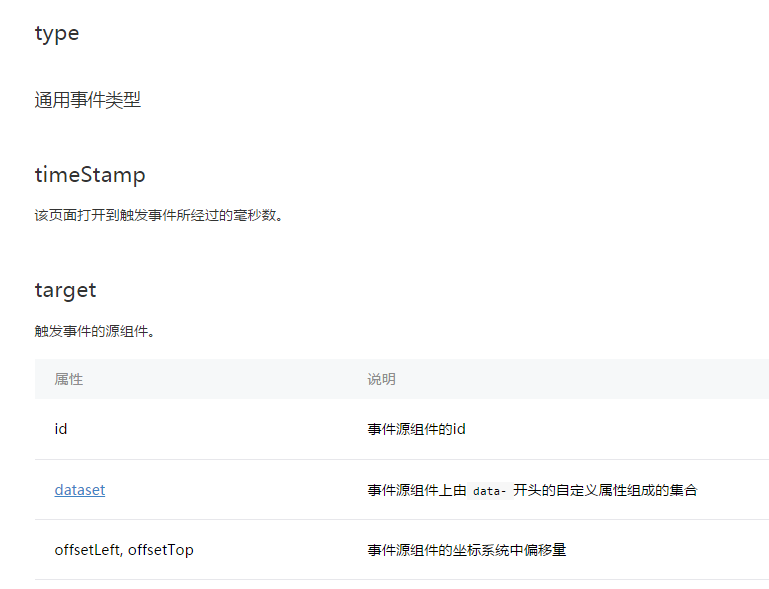 type
通用事件类型
timeStamp
该页面打开到触发事件所经过的毫秒数。
target
触发事件的源组件。
属性 说明
id 事件源组件的id
dataset 事件源组件上由 data- 开头的自定义属性组成的集合
offsetLeft, offsetTop 事件源组件的坐标系统中偏移量